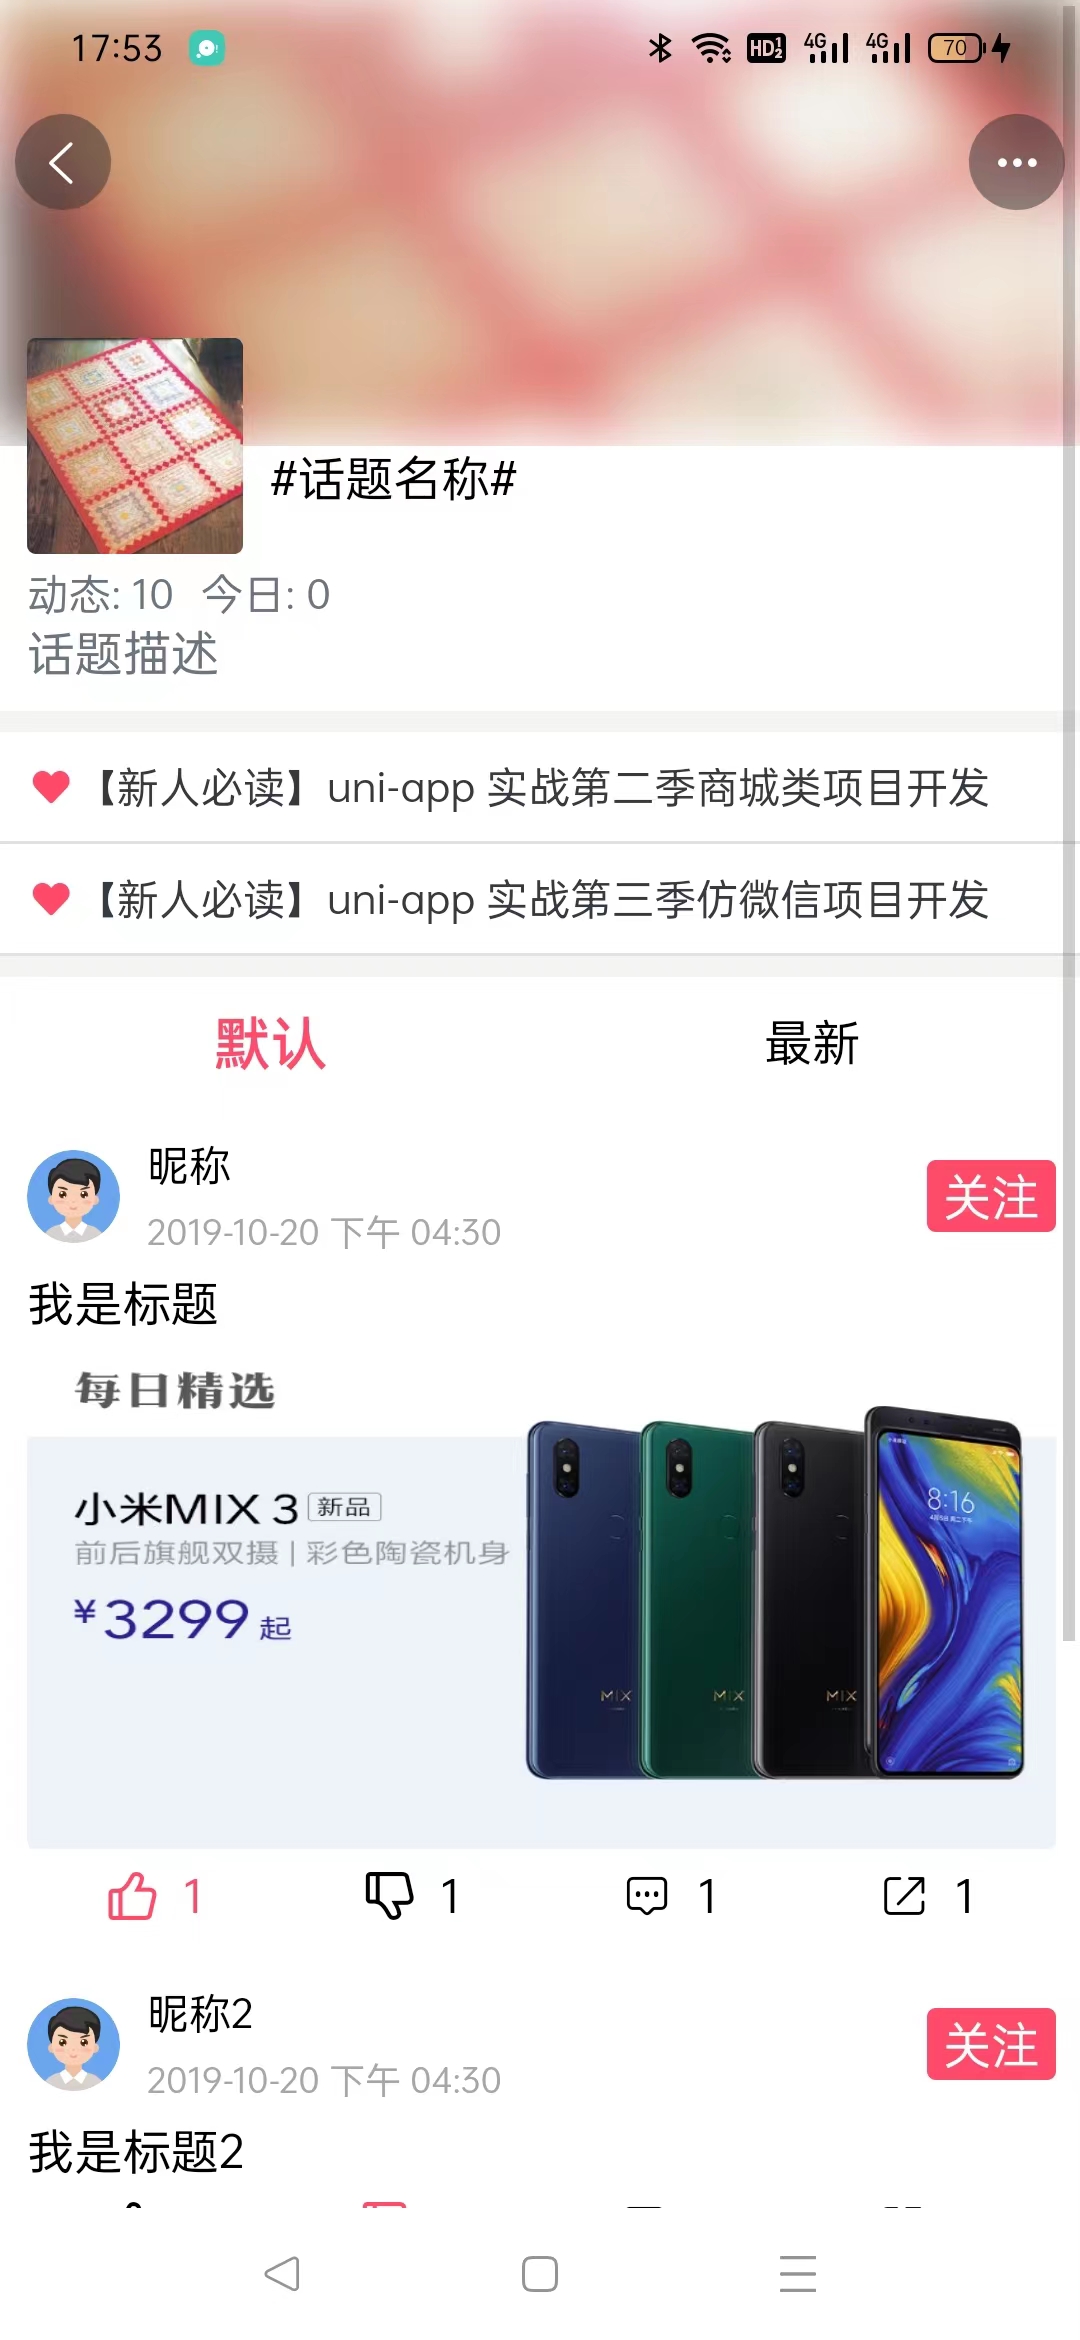 17:53
HD 1 2 4G 4G 70
#话题名称#
动态: 10 今日: 0
话题描述
【新人必读】uni-app 实战第二季商城类项目开发
【新人必读】uni-app 实战第三季仿微信项目开发
默认 最新
昵称
关注
2019-10-20 下午 04:30
我是标题
每日精选
小米MIX 3 新品
前后旗舰双摄 | 彩色陶瓷机身
¥3299 起
8:16
MIX MIX MIX
1 1 1 1
昵称2
关注
2019-10-20 下午 04:30
我是标题2